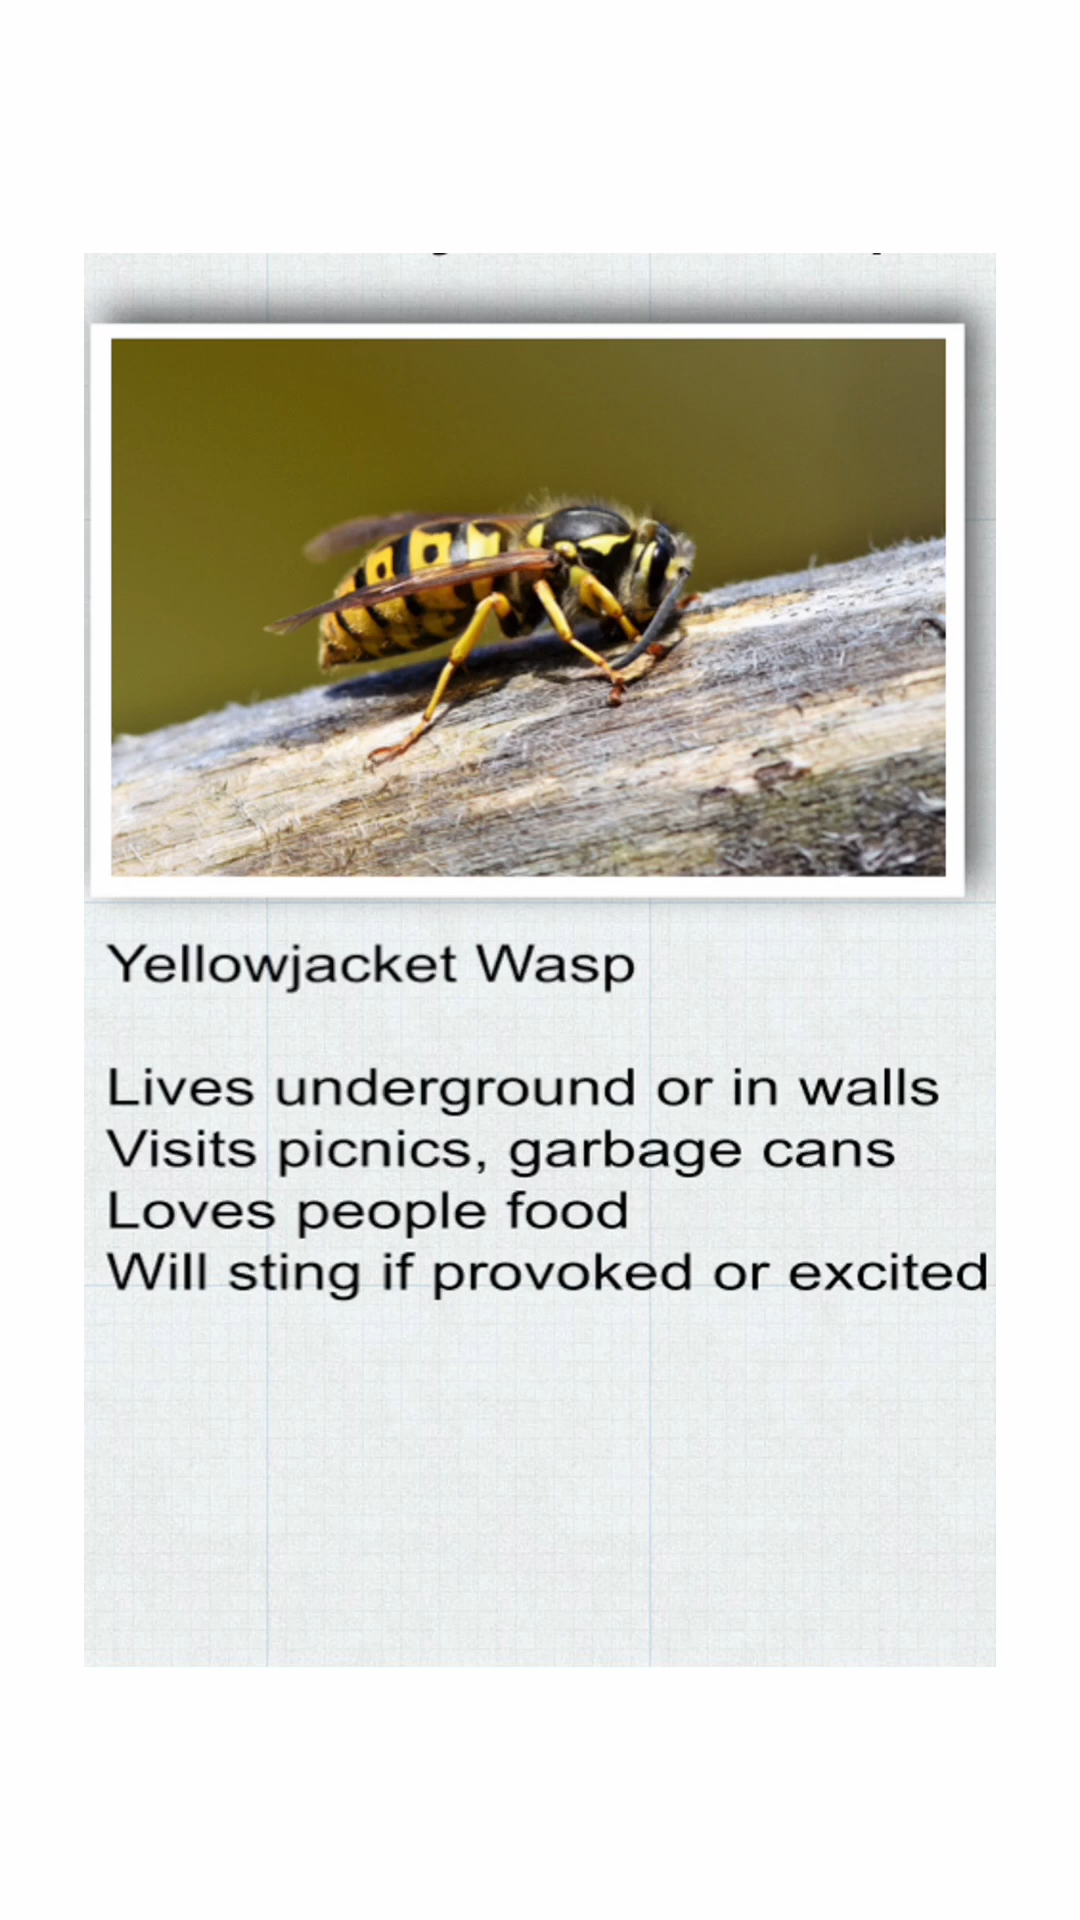 Yellowjacket Wasp
Lives underground or in walls
Visits picnics, garbage cans
Loves people food
Will sting if provoked or excited